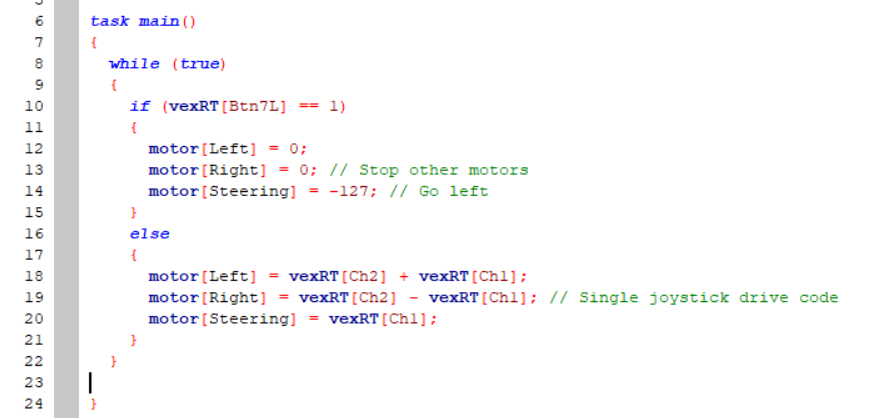 6 task main()
7 {
8 while (true)
9 {
10 if (vexRT[Btn7L] == 1)
11 {
12 motor[Left] = 0;
13 motor[Right] = 0; // Stop other motors
14 motor[Steering] = -127; // Go left
15 }
16 else
17 {
18 motor[Left] = vexRT[Ch2] + vexRT[Ch1];
19 motor[Right] = vexRT[Ch2] - vexRT[Ch1]; // Single joystick drive code
20 motor[Steering] = vexRT[Ch1];
21 }
22 }
23
24 }